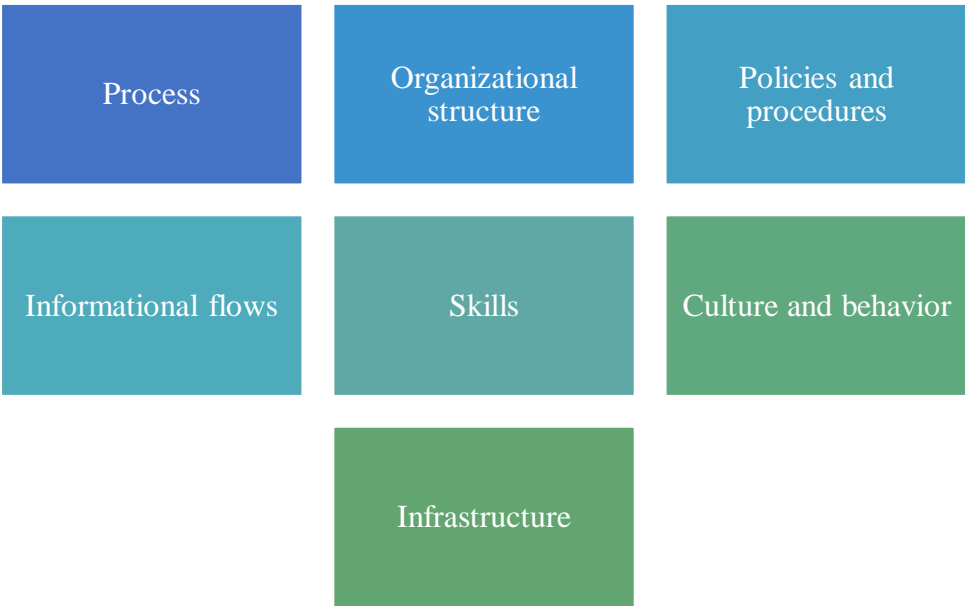 Process
Organizational
structure
Policies and
procedures
Informational flows
Skills
Culture and behavior
Infrastructure